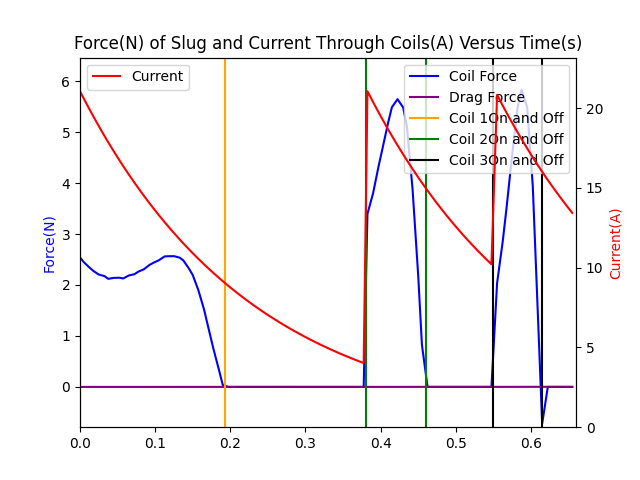 Force(N) of Slug and Current Through Coils(A) Versus Time(s)
Current
Coil Force
Drag Force
Coil 1On and Off
Coil 2On and Off
Coil 3On and Off
Force(N)
6
5
4
3
2
1
0
20
15
10
5
0
Current(A)
0.0 0.1 0.2 0.3 0.4 0.5 0.6